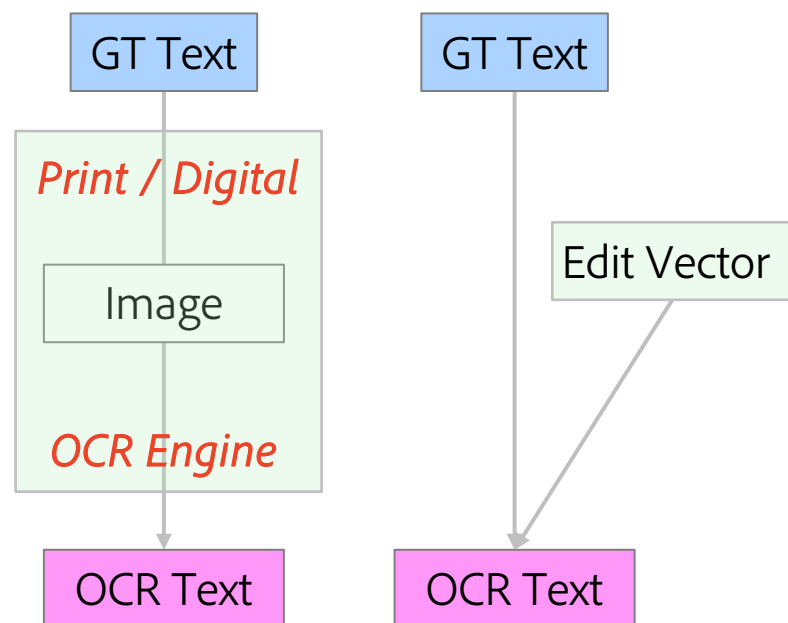 GT Text
Print / Digital
Image
OCR Engine
OCR Text
GT Text
Edit Vector
OCR Text